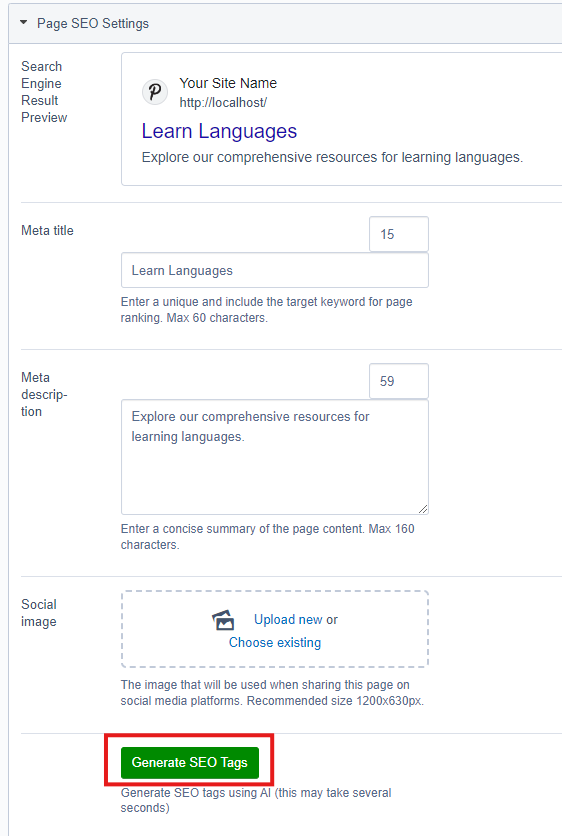 Page SEO Settings
Search
Engine
Result
Preview
Your Site Name
http://localhost/
Learn Languages
Explore our comprehensive resources for learning languages.
Meta title
15
Learn Languages
Enter a unique and include the target keyword for page
ranking. Max 60 characters.
Meta
descrip-
tion
59
Explore our comprehensive resources for
learning languages.
Enter a concise summary of the page content. Max 160
characters.
Social
image
Upload new or
Choose existing
The image that will be used when sharing this page on
social media platforms. Recommended size 1200x630px.
Generate SEO Tags
Generate SEO tags using AI (this may take several
seconds)